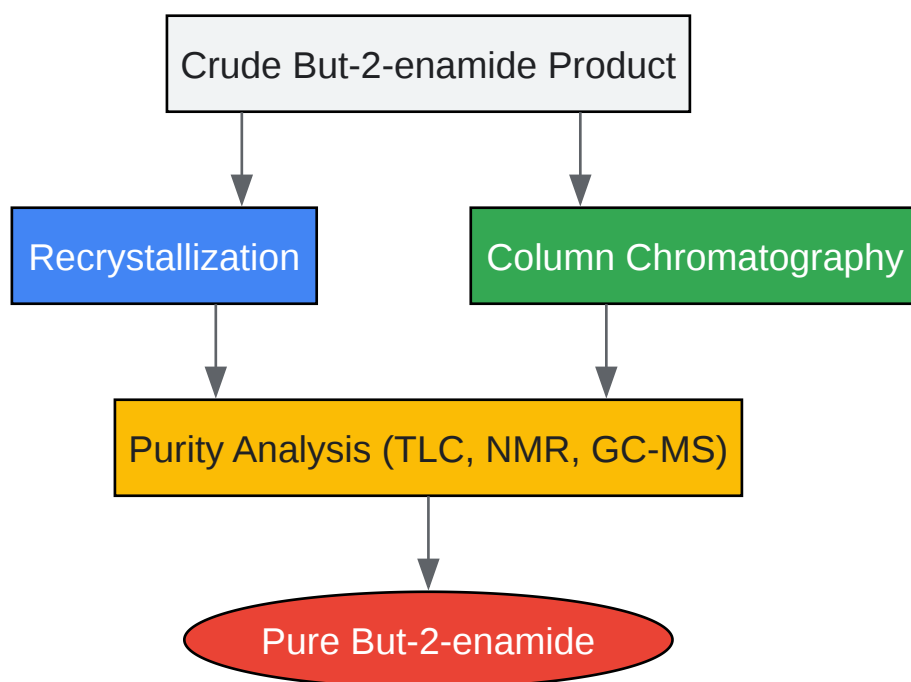 Crude But-2-enamide Product
Recrystallization
Column Chromatography
Purity Analysis (TLC, NMR, GC-MS)
Pure But-2-enamide